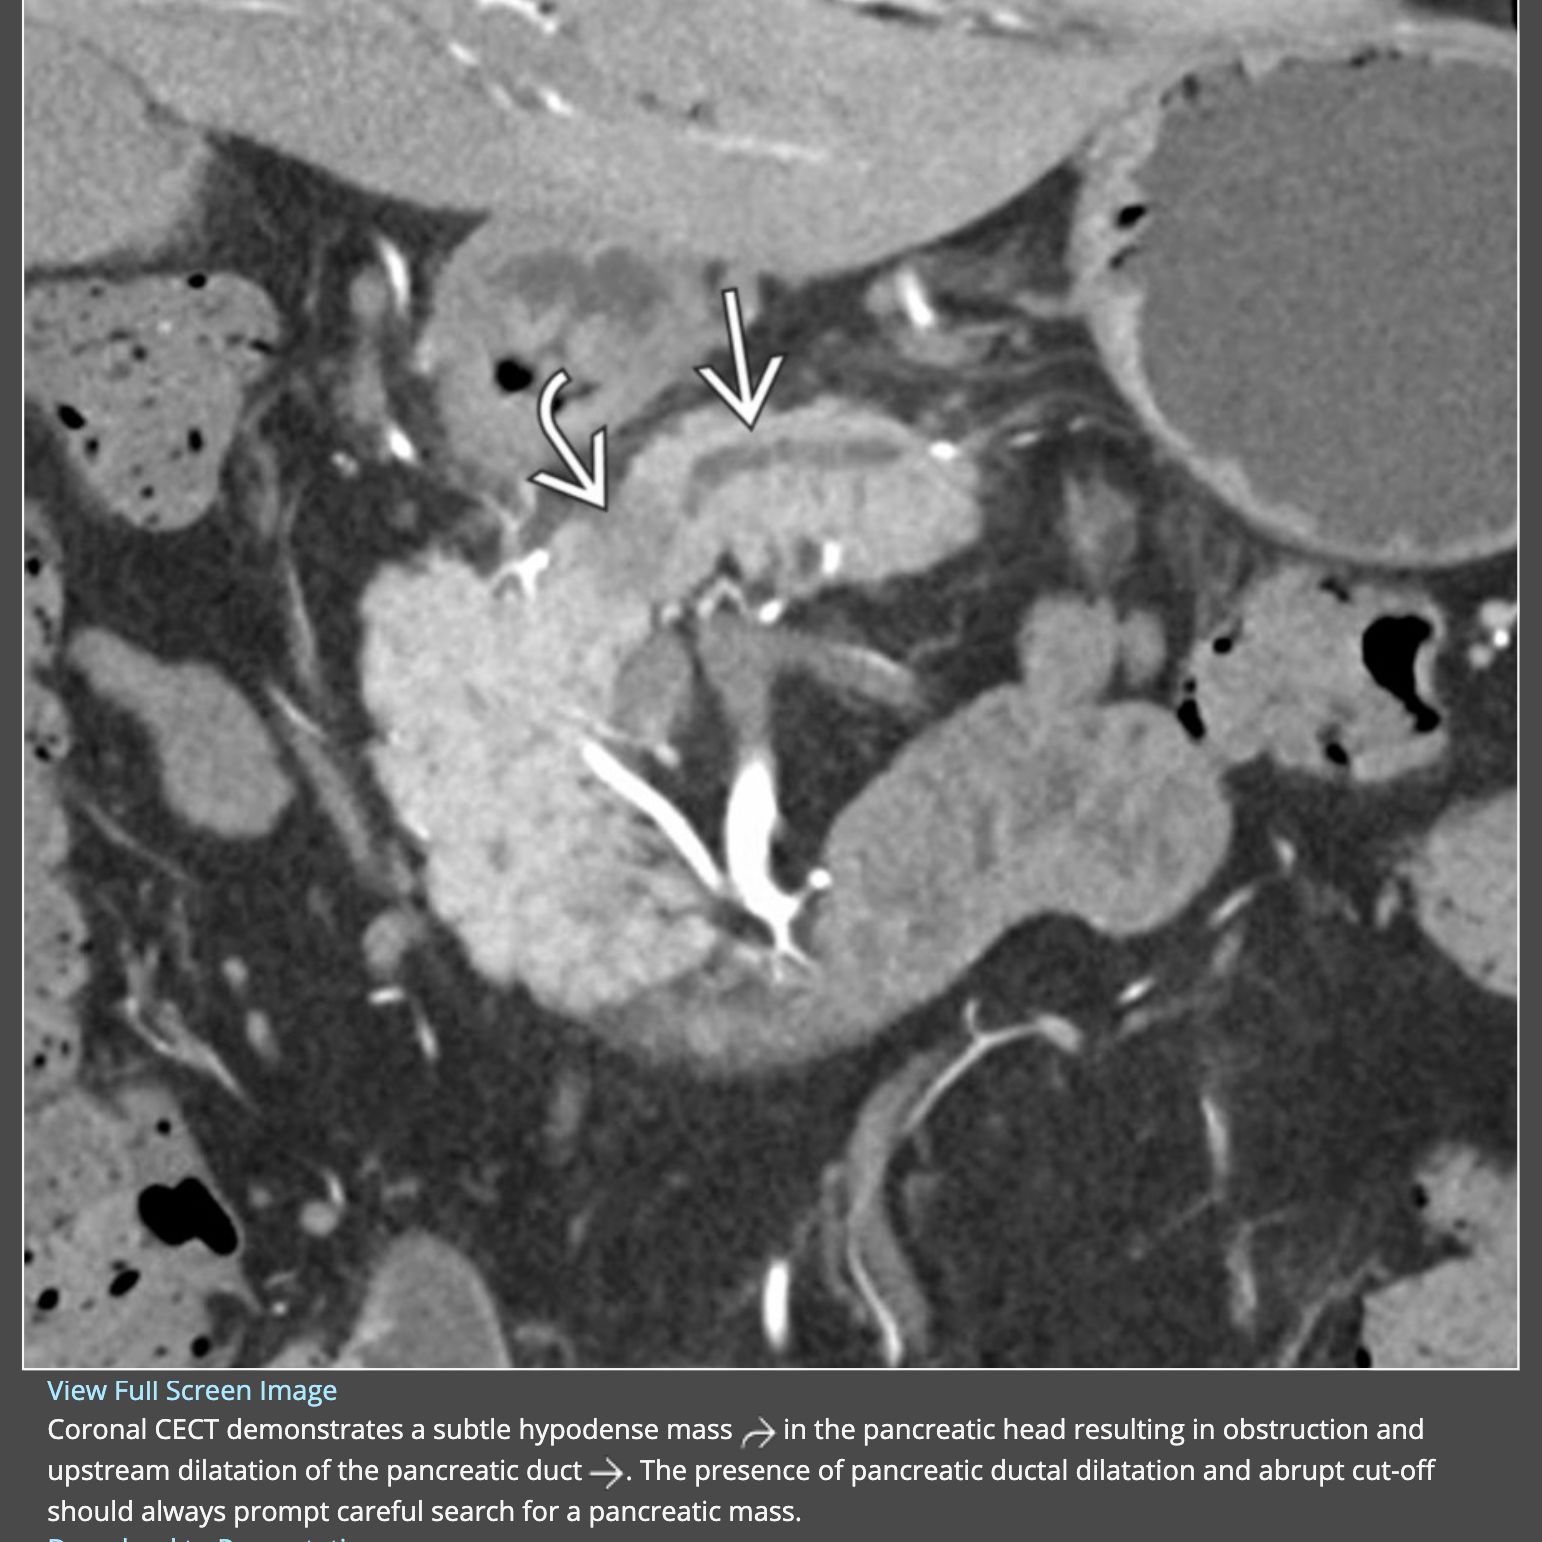 View Full Screen Image
Coronal CECT demonstrates a subtle hypodense mass in the pancreatic head resulting in obstruction and
upstream dilatation of the pancreatic duct . The presence of pancreatic ductal dilatation and abrupt cut-off
should always prompt careful search for a pancreatic mass.